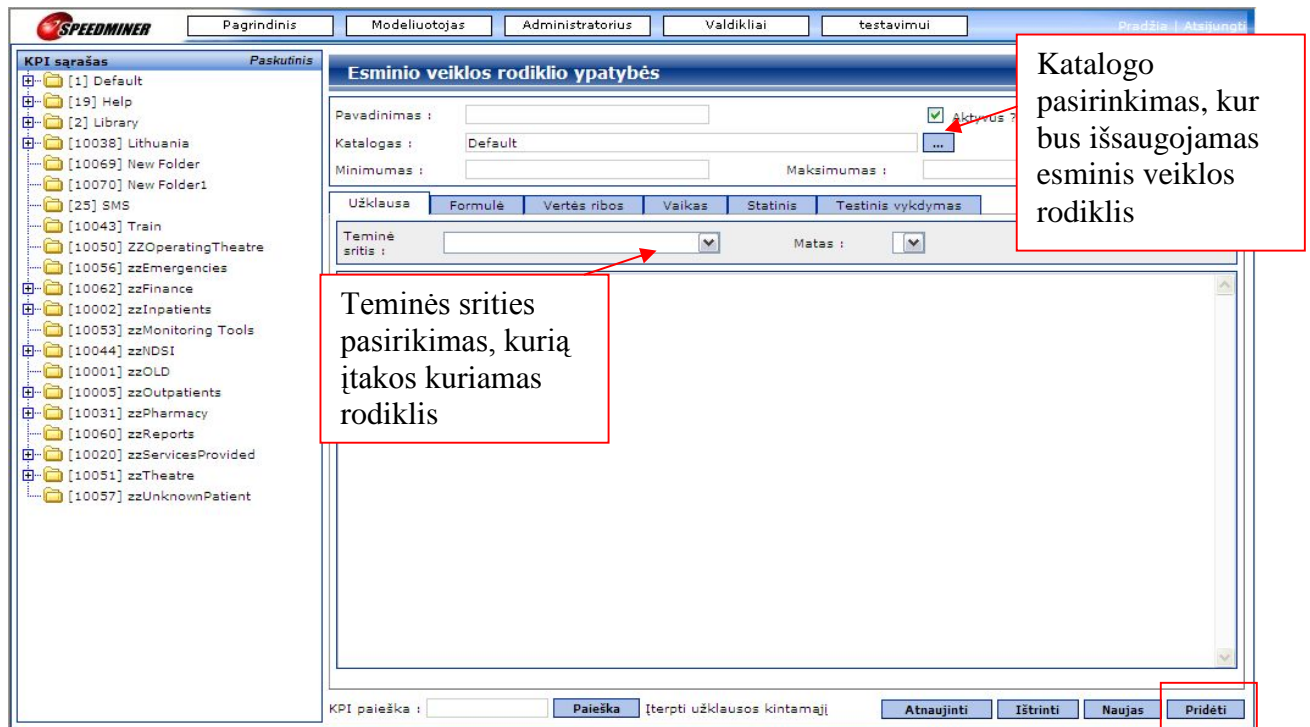 SPEEDMINER Pagrindinis Modeliuotojas Administratorius Valdikliai testavimui Pradžia | Atsijungti
KPI sąrašas Paskutinis
[1] Default
[19] Help
[2] Library
[10038] Lithuania
[10069] New Folder
[10070] New Folder1
[25] SMS
[10043] Train
[10050] ZZOperatingTheatre
[10056] zzEmergencies
[10062] zzFinance
[10002] zzInpatients
[10053] zzMonitoring Tools
[10044] zzNDSI
[10001] zzOLD
[10005] zzOutpatients
[10031] zzPharmacy
[10060] zzReports
[10020] zzServicesProvided
[10051] zzTheatre
[10057] zzUnknownPatient
Esminio veiklos rodiklio ypatybės
Pavadinimas : Aktyvus ?
Katalogas : Default ...
Minimumas : Maksimumas :
Užklausa Formulė Vertės ribos Vaikas Statinis Testinis vykdymas
Teminė
sritis : Matas :
Katalogo
pasirinkimas, kur
bus išsaugojamas
esminis veiklos
rodiklis
Teminės srities
pasirikimas, kurią
įtakos kuriamas
rodiklis
KPI paieška : Paieška Įterpti užklausos kintamąjį Atnaujinti Ištrinti Naujas Pridėti